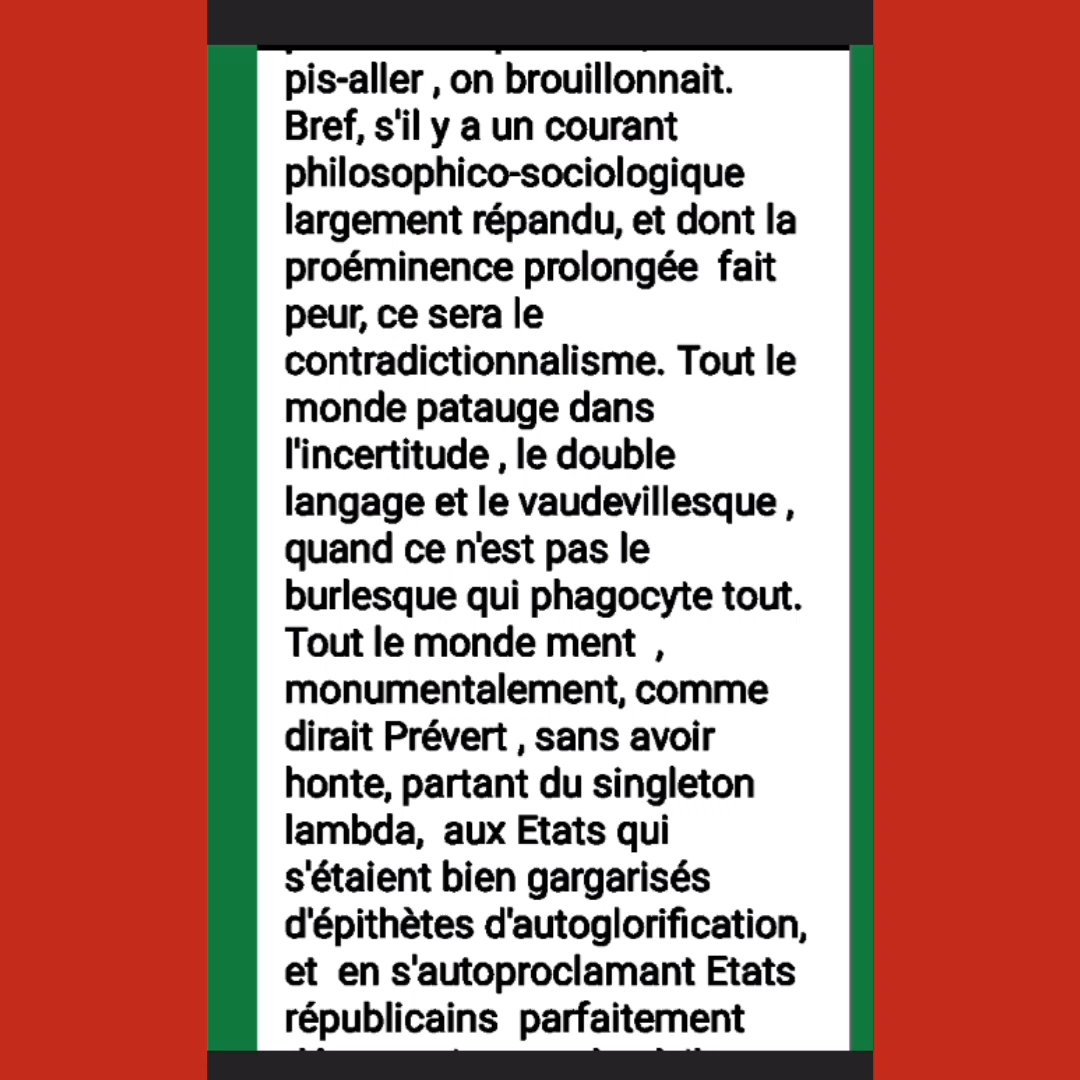 pis-aller , on brouillonnait.
Bref, s'il y a un courant
philosophico-sociologique
largement répandu, et dont la
proéminence prolongée  fait
peur, ce sera le
contradictionnalisme. Tout le
monde patauge dans
l'incertitude , le double
langage et le vaudevillesque ,
quand ce n'est pas le
burlesque qui phagocyte tout.
Tout le monde ment  ,
monumentalement, comme
dirait Prévert , sans avoir
honte, partant du singleton
lambda,  aux Etats qui
s'étaient bien gargarisés
d'épithètes d'autoglorification,
et  en s'autoproclamant Etats
républicains  parfaitement